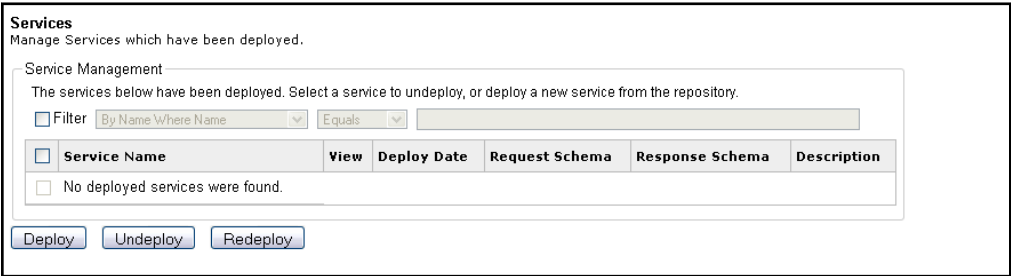 Services
Manage Services which have been deployed.
Service Management
The services below have been deployed. Select a service to undeploy, or deploy a new service from the repository.
Filter By Name Where Name Equals
Service Name View Deploy Date Request Schema Response Schema Description
No deployed services were found.
Deploy Undeploy Redeploy